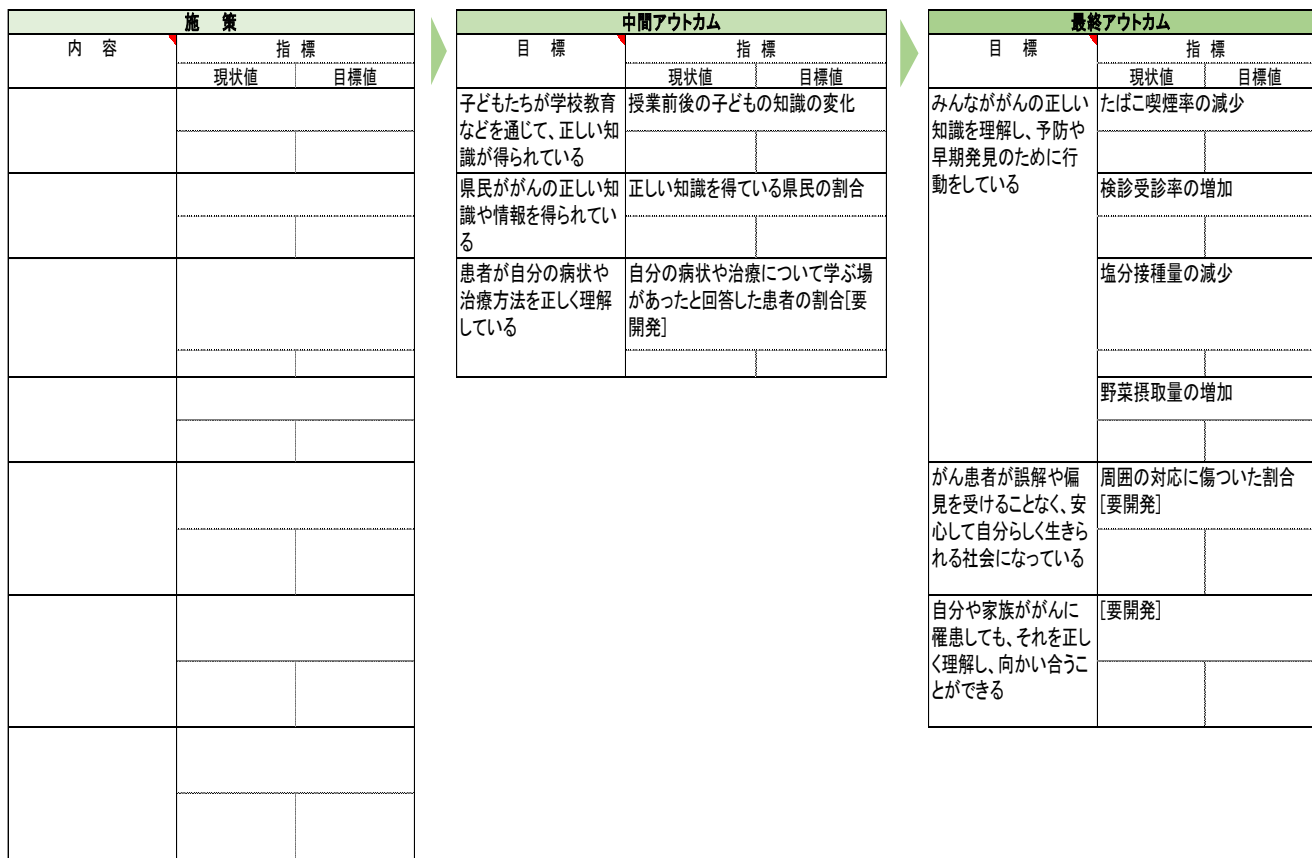 施 策
内 容
指 標
現状値
目標値
中間アウトカム
目 標
指 標
現状値
目標値
子どもたちが学校教育
などを通じて、正しい知
識が得られている
授業前後の子どもの知識の変化
県民ががんの正しい知
識や情報を得られてい
る
正しい知識を得ている県民の割合
患者が自分の病状や
治療方法を正しく理解
している
自分の病状や治療について学ぶ場
があったと回答した患者の割合[要
開発]
最終アウトカム
目 標
指 標
現状値
目標値
みんなががんの正しい
知識を理解し、予防や
早期発見のために行
動をしている
たばこ喫煙率の減少
検診受診率の増加
塩分接種量の減少
野菜摂取量の増加
がん患者が誤解や偏
見を受けることなく、安
心して自分らしく生きら
れる社会になっている
周囲の対応に傷ついた割合
[要開発]
自分や家族ががんに
罹患しても、それを正し
く理解し、向かい合うこ
とができる
[要開発]